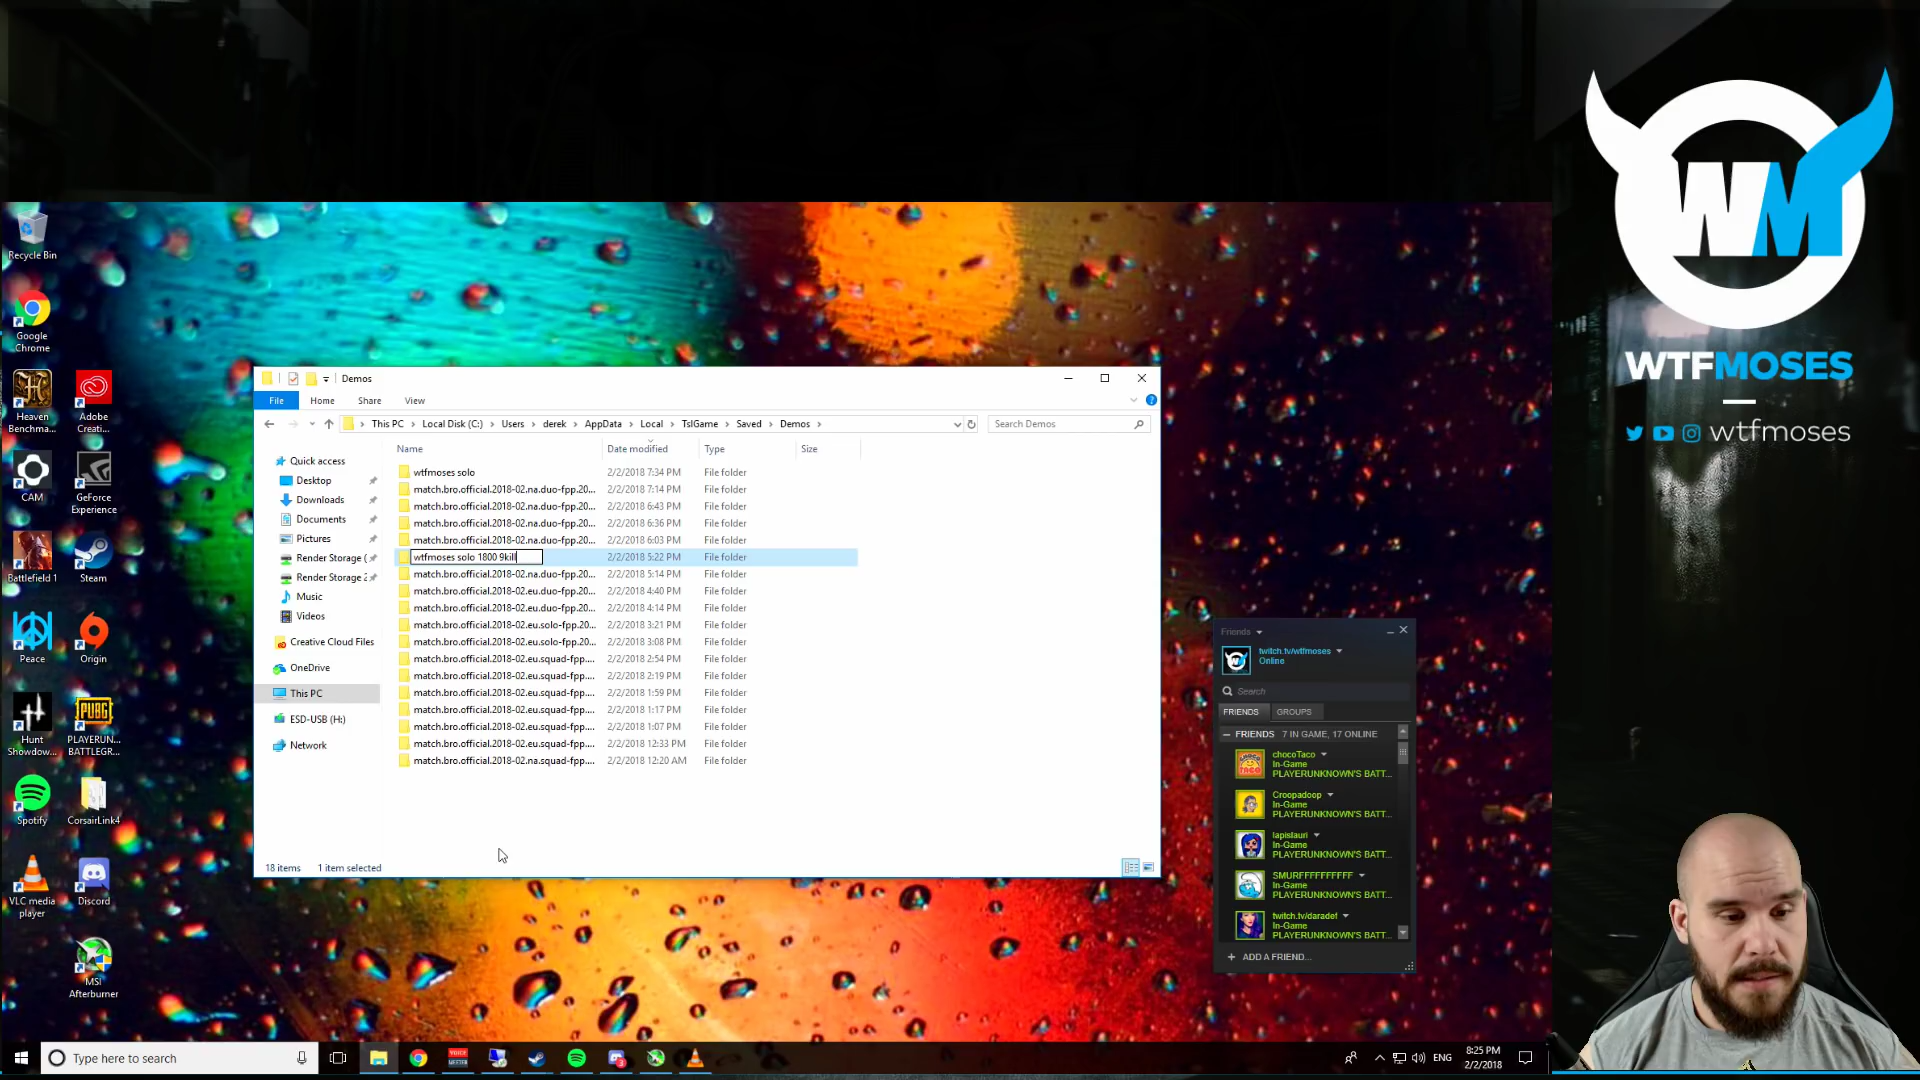 Recycle Bin
Google
Chrome
Heaven
Benchma...
Adobe
Creati...
CAM
GeForce
Experience
Battlefield 1
Steam
Peace
Origin
Hunt
Showdow...
PLAYERUN...
BATTLEGR...
PUBG
Spotify
CorsairLink4
VLC media
player
Discord
MSI
Afterburner
Demos
File
Home
Share
View
This PC
Local Disk (C:)
Users
derek
AppData
Local
TslGame
Saved
Demos
Search Demos
Name
Date modified
Type
Size
Quick access
Desktop
Downloads
Documents
Pictures
Render Storage (
Render Storage 2
Music
Videos
Creative Cloud Files
OneDrive
This PC
ESD-USB (H:)
Network
wtfmoses solo 2/2/2018 7:34 PM File folder
match.bro.official.2018-02.na.duo-fpp.20... 2/2/2018 7:14 PM File folder
match.bro.official.2018-02.na.duo-fpp.20... 2/2/2018 6:43 PM File folder
match.bro.official.2018-02.na.duo-fpp.20... 2/2/2018 6:36 PM File folder
match.bro.official.2018-02.na.duo-fpp.20... 2/2/2018 6:03 PM File folder
wtfmoses solo 1800 9kill 2/2/2018 5:22 PM File folder
match.bro.official.2018-02.na.duo-fpp.20... 2/2/2018 5:14 PM File folder
match.bro.official.2018-02.eu.duo-fpp.20... 2/2/2018 4:40 PM File folder
match.bro.official.2018-02.eu.duo-fpp.20... 2/2/2018 4:14 PM File folder
match.bro.official.2018-02.eu.solo-fpp.20... 2/2/2018 3:21 PM File folder
match.bro.official.2018-02.eu.solo-fpp.20... 2/2/2018 3:08 PM File folder
match.bro.official.2018-02.eu.squad-fpp.... 2/2/2018 2:54 PM File folder
match.bro.official.2018-02.eu.squad-fpp.... 2/2/2018 2:19 PM File folder
match.bro.official.2018-02.eu.squad-fpp.... 2/2/2018 1:59 PM File folder
match.bro.official.2018-02.eu.squad-fpp.... 2/2/2018 1:17 PM File folder
match.bro.official.2018-02.eu.squad-fpp.... 2/2/2018 1:07 PM File folder
match.bro.official.2018-02.eu.squad-fpp.... 2/2/2018 12:33 PM File folder
match.bro.official.2018-02.na.squad-fpp.... 2/2/2018 12:20 AM File folder
18 items 1 item selected
Friends
twitch.tv/wtfmoses
Online
Search
FRIENDS GROUPS
FRIENDS 7 IN GAME, 17 ONLINE
chocoTaco
In-Game
PLAYERUNKNOWN'S BATT...
Croopadoop
In-Game
PLAYERUNKNOWN'S BATT...
lapislauri
In-Game
PLAYERUNKNOWN'S BATT...
SMURFFFFFFFFFF
In-Game
PLAYERUNKNOWN'S BATT...
twitch.tv/daradef
In-Game
PLAYERUNKNOWN'S BATT...
+ ADD A FRIEND...
WM
WTFMOSES
wtfmoses
Type here to search
VOICE
MEETER
ENG
8:25 PM
2/2/2018